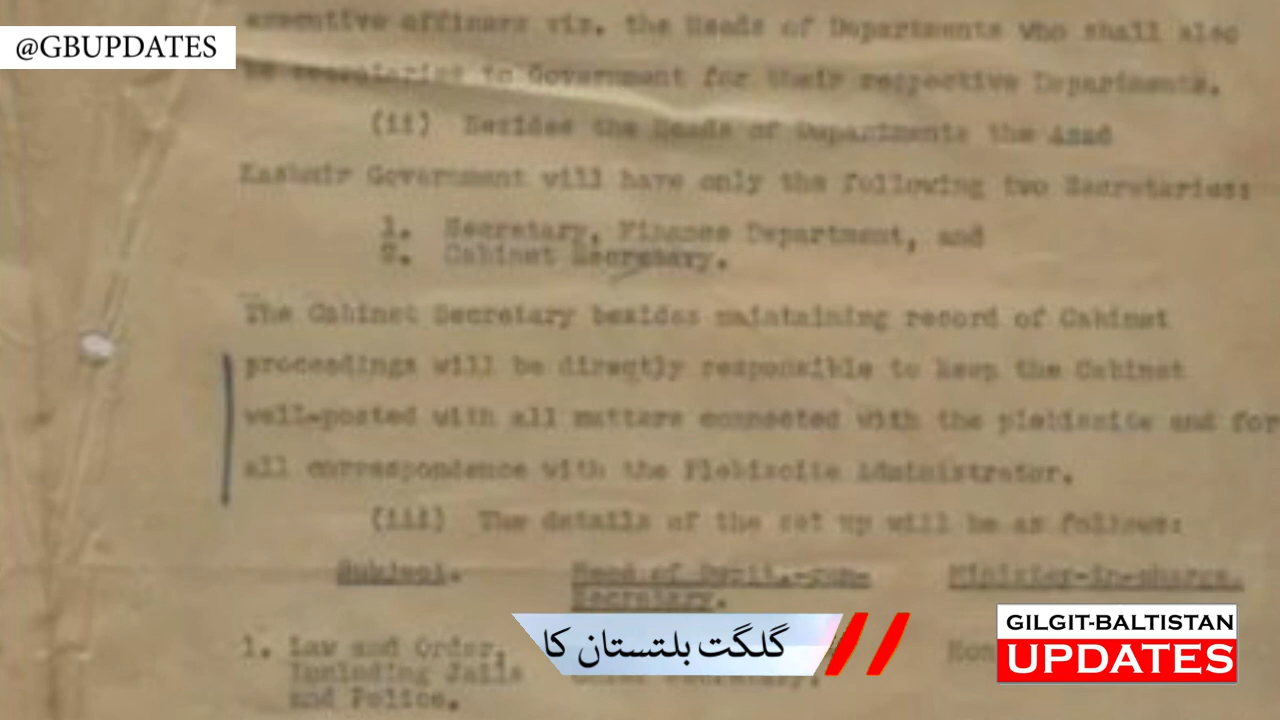 @GBUPDATES
executive officers viz. the Heads of Departments who shall also
be secretaries to Government for their respective Departments.
(ii) Besides the Heads of Departments the Azad
Kashmir Government will have only the following two Secretaries:
1. Secretary, Finance Department, and
2. Cabinet Secretary.
The Cabinet Secretary besides maintaining record of Cabinet
proceedings will be directly responsible to keep the Cabinet
well-posted with all matters connected with the plebiscite and for
all correspondence with the Plebiscite Administrator.
(iii) The details of the set up will be as follows:
Subject. Head of Deptt.-cum- Minister-in-charge.
Secretary.
1. Law and Order,
Including Jails
and Police.
گلگت بلتستان کا
GILGIT-BALTISTAN
UPDATES